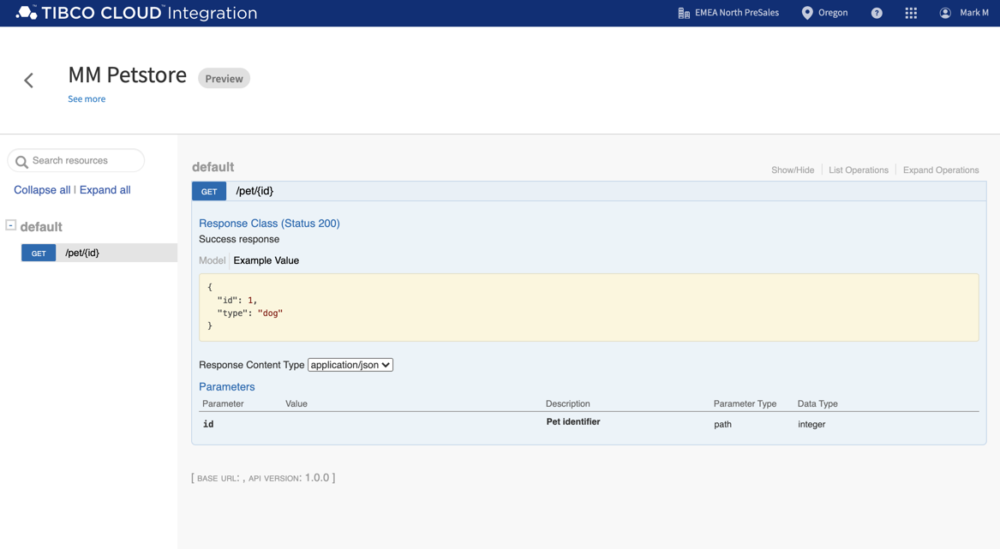 TIBCO CLOUD™ Integration
EMEA North PreSales
Oregon
?
Mark M
MM Petstore
Preview
See more
Search resources
Collapse all | Expand all
- default
GET /pet/{id}
default
Show/Hide | List Operations | Expand Operations
GET /pet/{id}
Response Class (Status 200)
Success response
Model | Example Value
{
"id": 1,
"type": "dog"
}
Response Content Type application/json
Parameters
Parameter Value Description Parameter Type Data Type
id Pet identifier path integer
[ BASE URL: , API VERSION: 1.0.0 ]